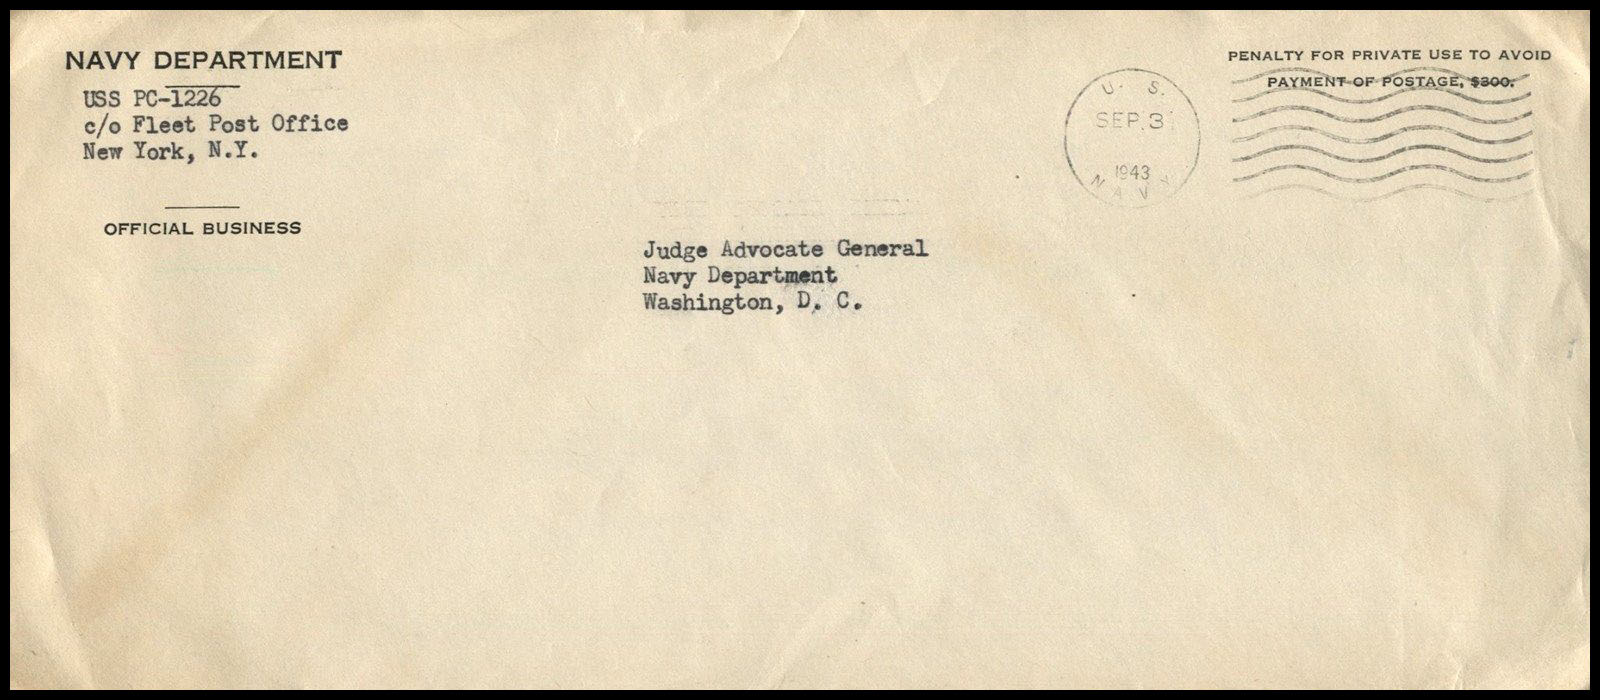 NAVY DEPARTMENT
USS PC-1226
c/o Fleet Post Office
New York, N.Y.
OFFICIAL BUSINESS
U. S.
SEP. 3
1943
NAVY
PENALTY FOR PRIVATE USE TO AVOID
PAYMENT OF POSTAGE, $300.
Judge Advocate General
Navy Department
Washington, D. C.